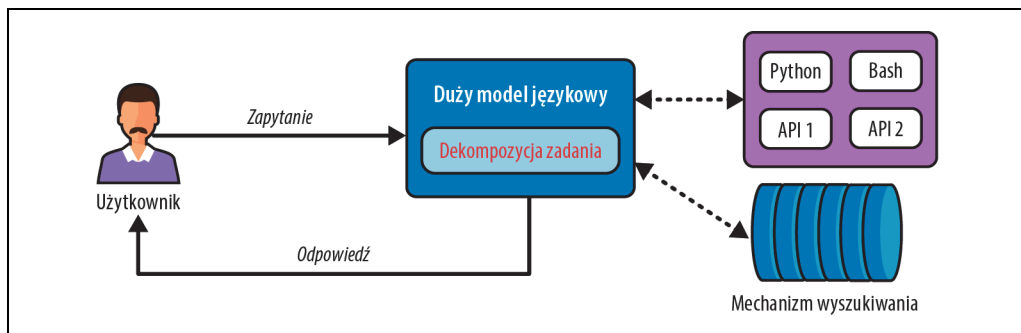 Zapytanie
Użytkownik
Odpowiedź
Duży model językowy
Dekompozycja zadania
Python
Bash
API 1
API 2
Mechanizm wyszukiwania